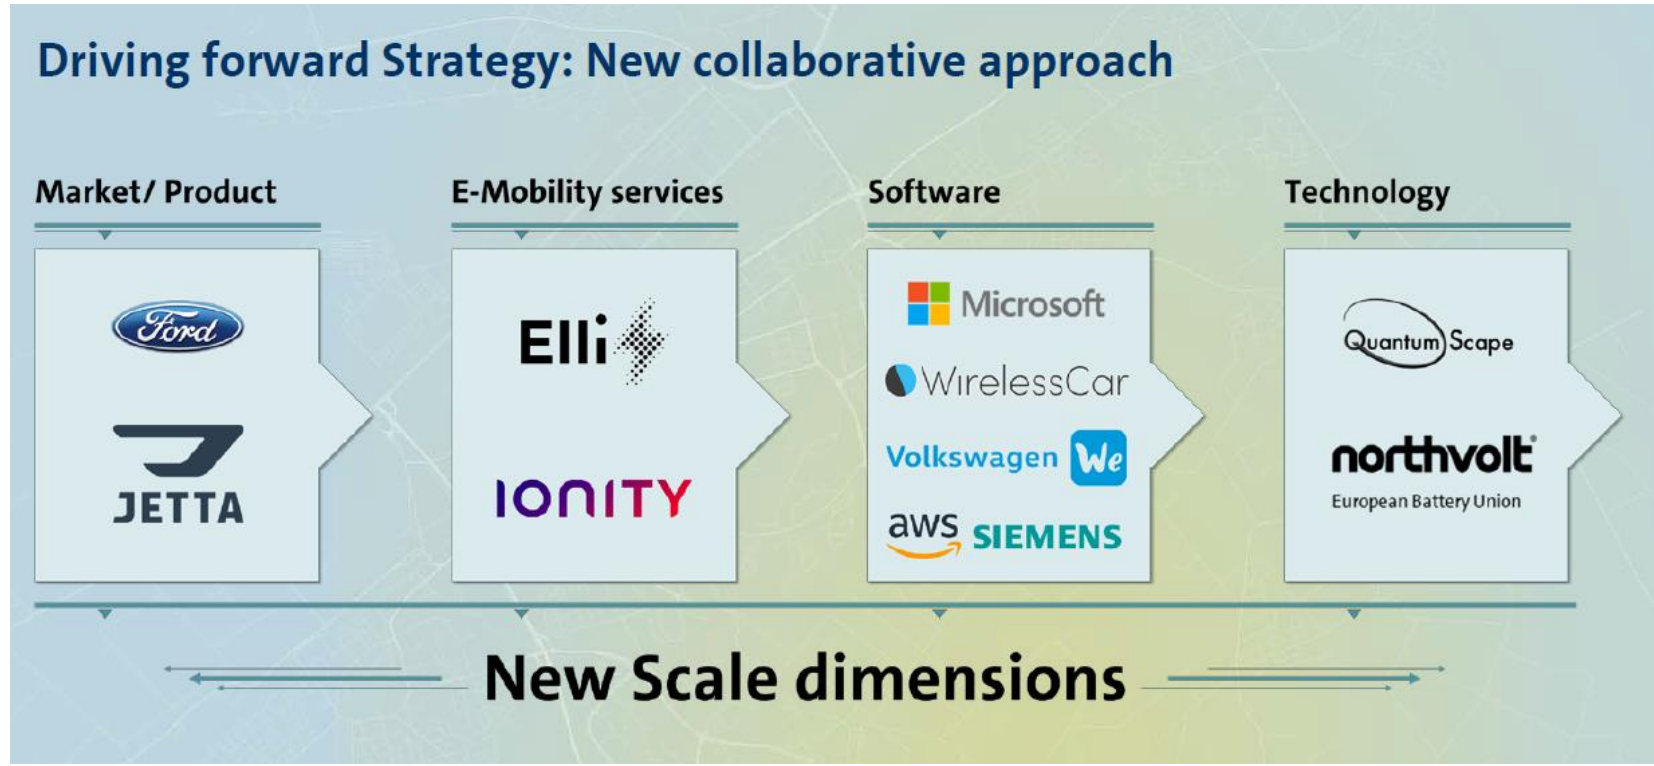 Driving forward Strategy: New collaborative approach
Market/ Product
E-Mobility services
Software
Technology
Ford
JETTA
Elli
IONITY
Microsoft
WirelessCar
Volkswagen We
aws SIEMENS
QuantumScape
northvolt®
European Battery Union
New Scale dimensions